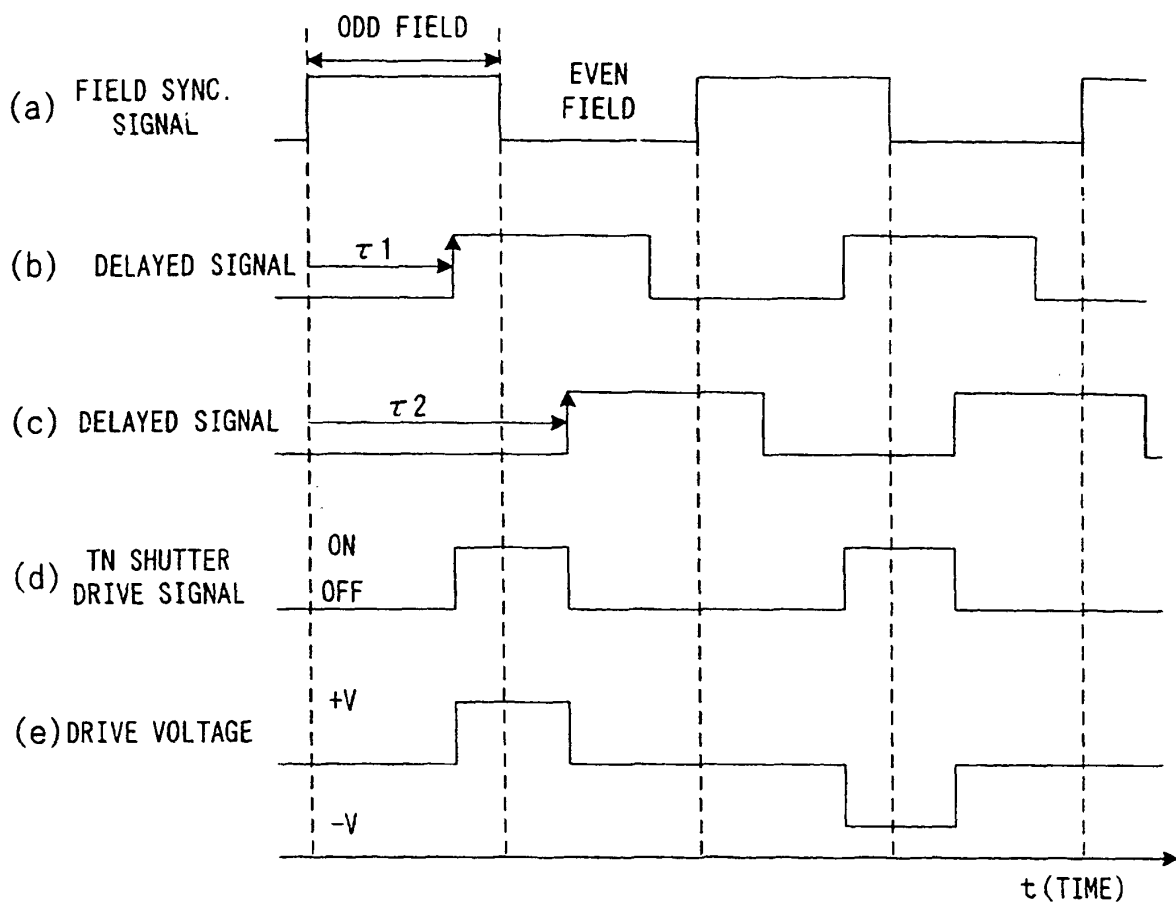 ODD FIELD
(a) FIELD SYNC.
SIGNAL
EVEN
FIELD
(b) DELAYED SIGNAL
τ1
(c) DELAYED SIGNAL
τ2
(d) TN SHUTTER
DRIVE SIGNAL
ON
OFF
(e) DRIVE VOLTAGE
+V
-V
t (TIME)